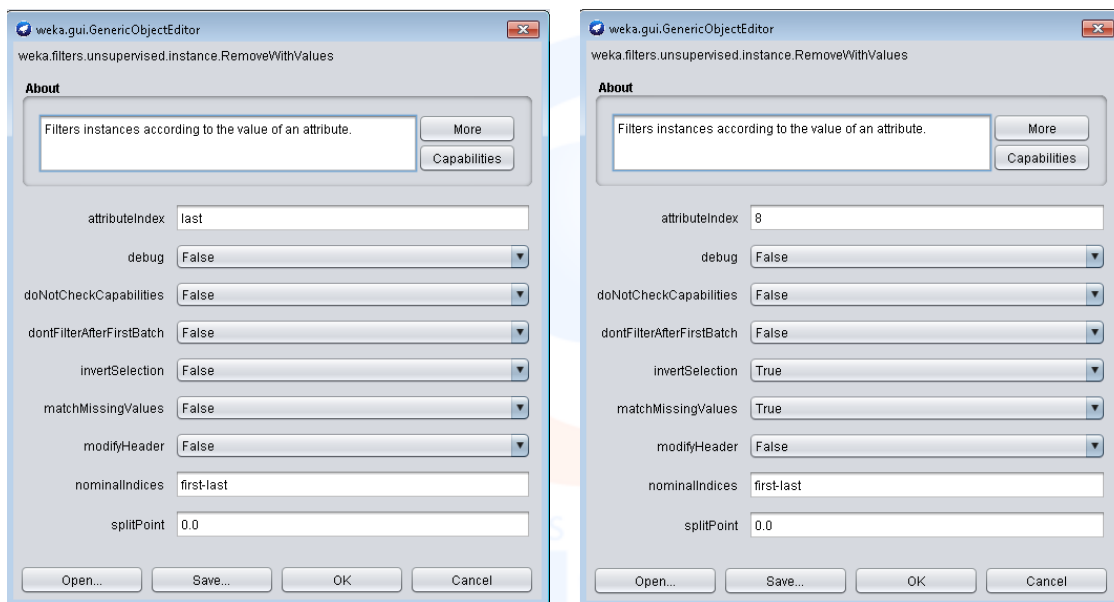 weka.gui.GenericObjectEditor
weka.filters.unsupervised.instance.RemoveWithValues
About
Filters instances according to the value of an attribute.
More
Capabilities
attributeIndex last
debug False
doNotCheckCapabilities False
dontFilterAfterFirstBatch False
invertSelection False
matchMissingValues False
modifyHeader False
nominalIndices first-last
splitPoint 0.0
Open... Save... OK Cancel
weka.gui.GenericObjectEditor
weka.filters.unsupervised.instance.RemoveWithValues
About
Filters instances according to the value of an attribute.
More
Capabilities
attributeIndex 8
debug False
doNotCheckCapabilities False
dontFilterAfterFirstBatch False
invertSelection True
matchMissingValues True
modifyHeader False
nominalIndices first-last
splitPoint 0.0
Open... Save... OK Cancel